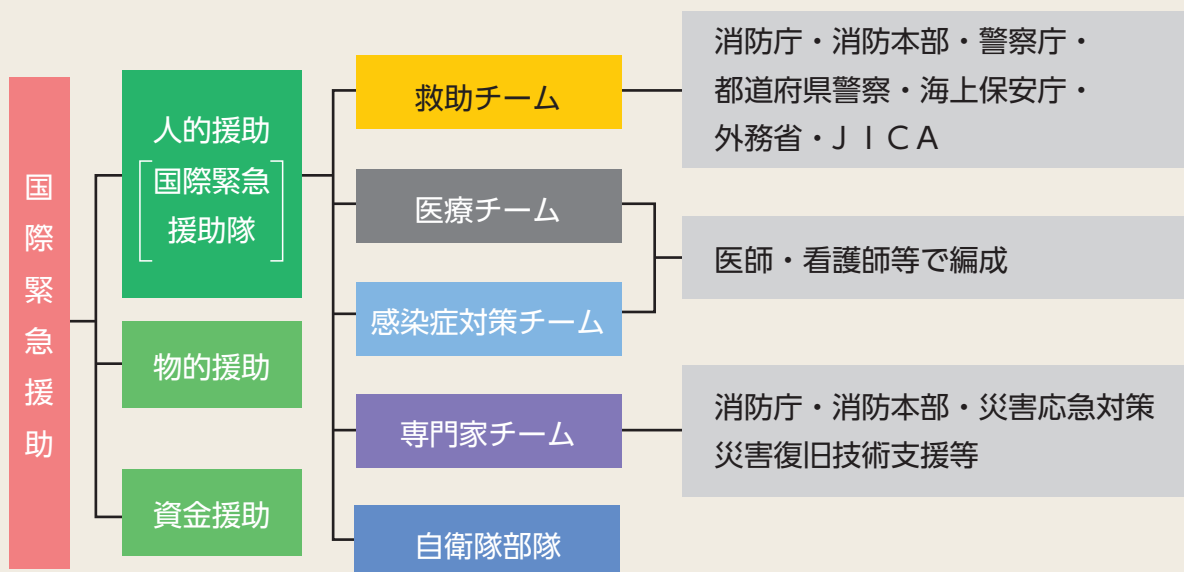 国際緊急援助
人的援助
国際緊急
援助隊
物的援助
資金援助
救助チーム
医療チーム
感染症対策チーム
専門家チーム
自衛隊部隊
消防庁・消防本部・警察庁・
都道府県警察・海上保安庁・
外務省・ＪＩＣＡ
医師・看護師等で編成
消防庁・消防本部・災害応急対策
災害復旧技術支援等